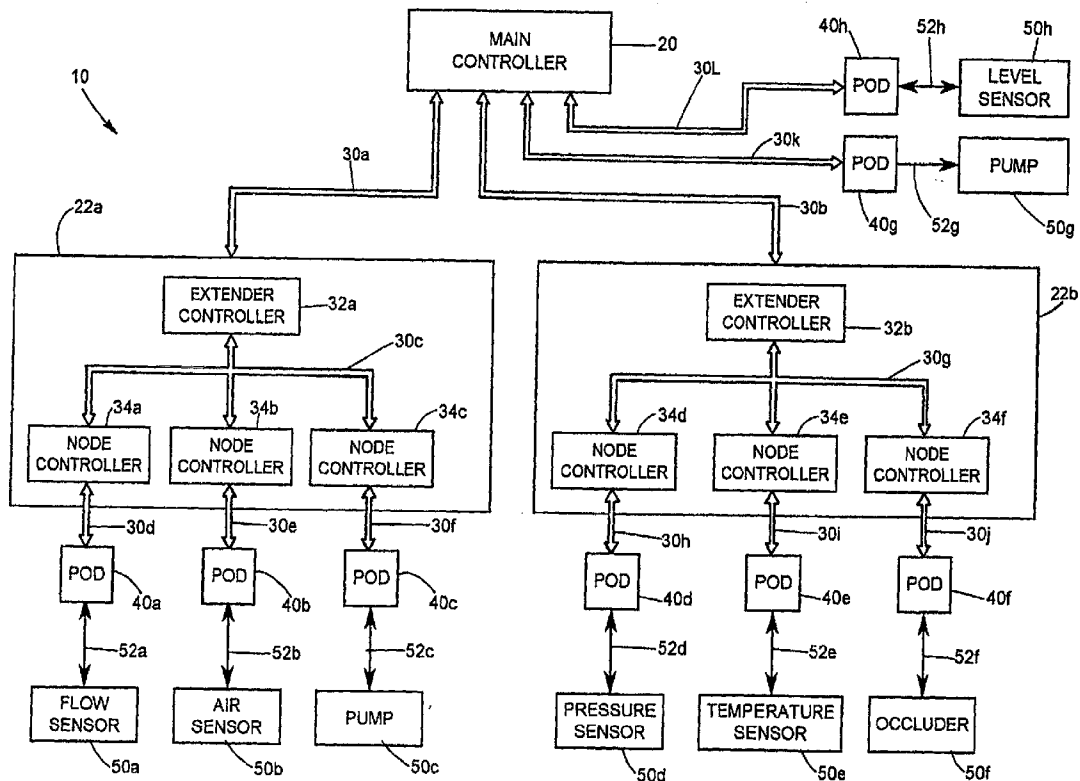 10
MAIN
CONTROLLER
20
40h
52h
50h
POD
LEVEL
SENSOR
30L
30k
POD
PUMP
40g
52g
50g
30a
30b
22a
22b
EXTENDER
CONTROLLER
32a
30c
34a
34b
34c
NODE
CONTROLLER
NODE
CONTROLLER
NODE
CONTROLLER
30d
30e
30f
POD
POD
POD
40a
40b
40c
52a
52b
52c
FLOW
SENSOR
AIR
SENSOR
PUMP
50a
50b
50c
EXTENDER
CONTROLLER
32b
30g
34d
34e
34f
NODE
CONTROLLER
NODE
CONTROLLER
NODE
CONTROLLER
30h
30i
30j
POD
POD
POD
40d
40e
40f
52d
52e
52f
PRESSURE
SENSOR
TEMPERATURE
SENSOR
OCCLUDER
50d
50e
50f